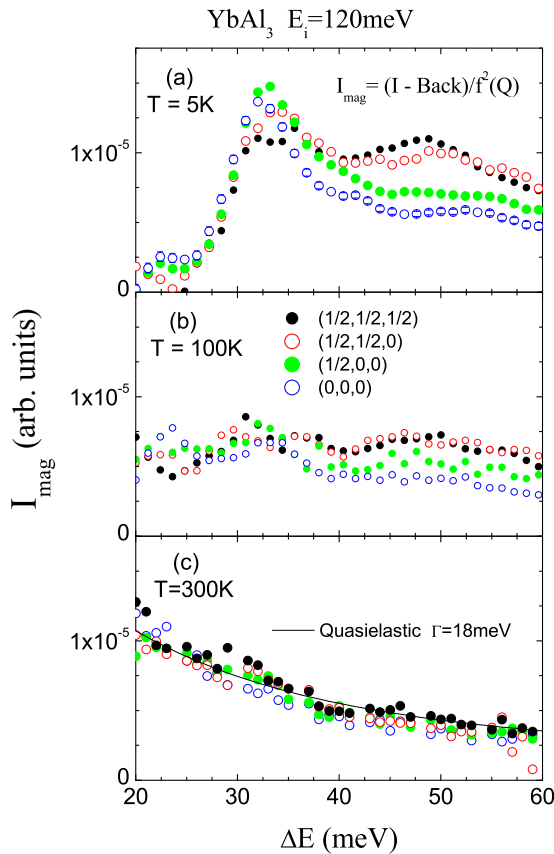 YbAl₃ Eᵢ=120meV
(a)
T = 5K
I_mag = (I - Back)/f²(Q)
1x10⁻⁵
0
(b)
T = 100K
(1/2,1/2,1/2)
(1/2,1/2,0)
(1/2,0,0)
(0,0,0)
1x10⁻⁵
0
I_mag (arb. units)
(c)
T=300K
Quasielastic Γ=18meV
1x10⁻⁵
0
20 30 40 50 60
ΔE (meV)